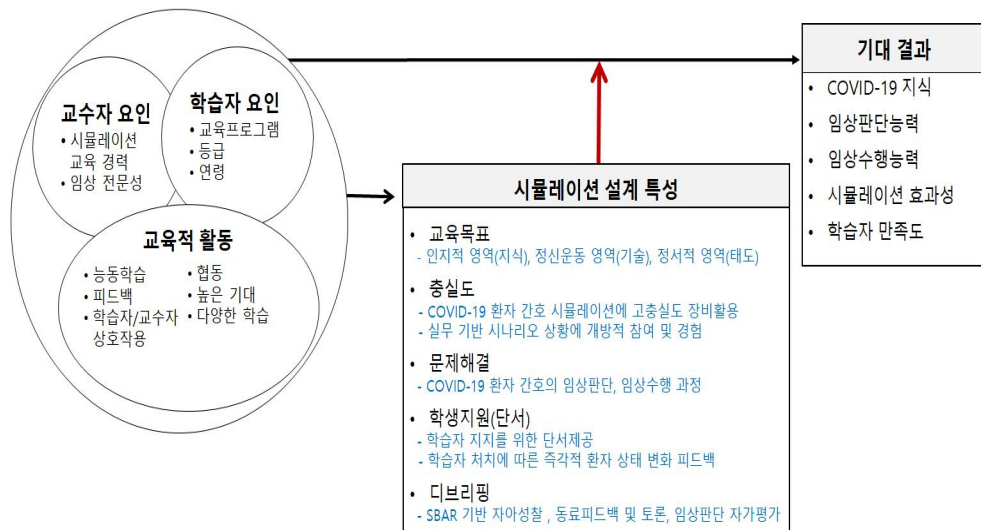 교수자 요인
• 시뮬레이션
교육 경력
• 임상 전문성
학습자 요인
• 교육프로그램
• 등급
• 연령
교육적 활동
• 능동학습
• 피드백
• 학습자/교수자
상호작용
• 협동
• 높은 기대
• 다양한 학습
시뮬레이션 설계 특성
• 교육목표
- 인지적 영역(지식), 정신운동 영역(기술), 정서적 영역(태도)
• 충실도
- COVID-19 환자 간호 시뮬레이션에 고충실도 장비활용
- 실무 기반 시나리오 상황에 개방적 참여 및 경험
• 문제해결
- COVID-19 환자 간호의 임상판단, 임상수행 과정
• 학생지원(단서)
- 학습자 지지를 위한 단서제공
- 학습자 처치에 따른 즉각적 환자 상태 변화 피드백
• 디브리핑
- SBAR 기반 자아성찰 , 동료피드백 및 토론, 임상판단 자가평가
기대 결과
• COVID-19 지식
• 임상판단능력
• 임상수행능력
• 시뮬레이션 효과성
• 학습자 만족도